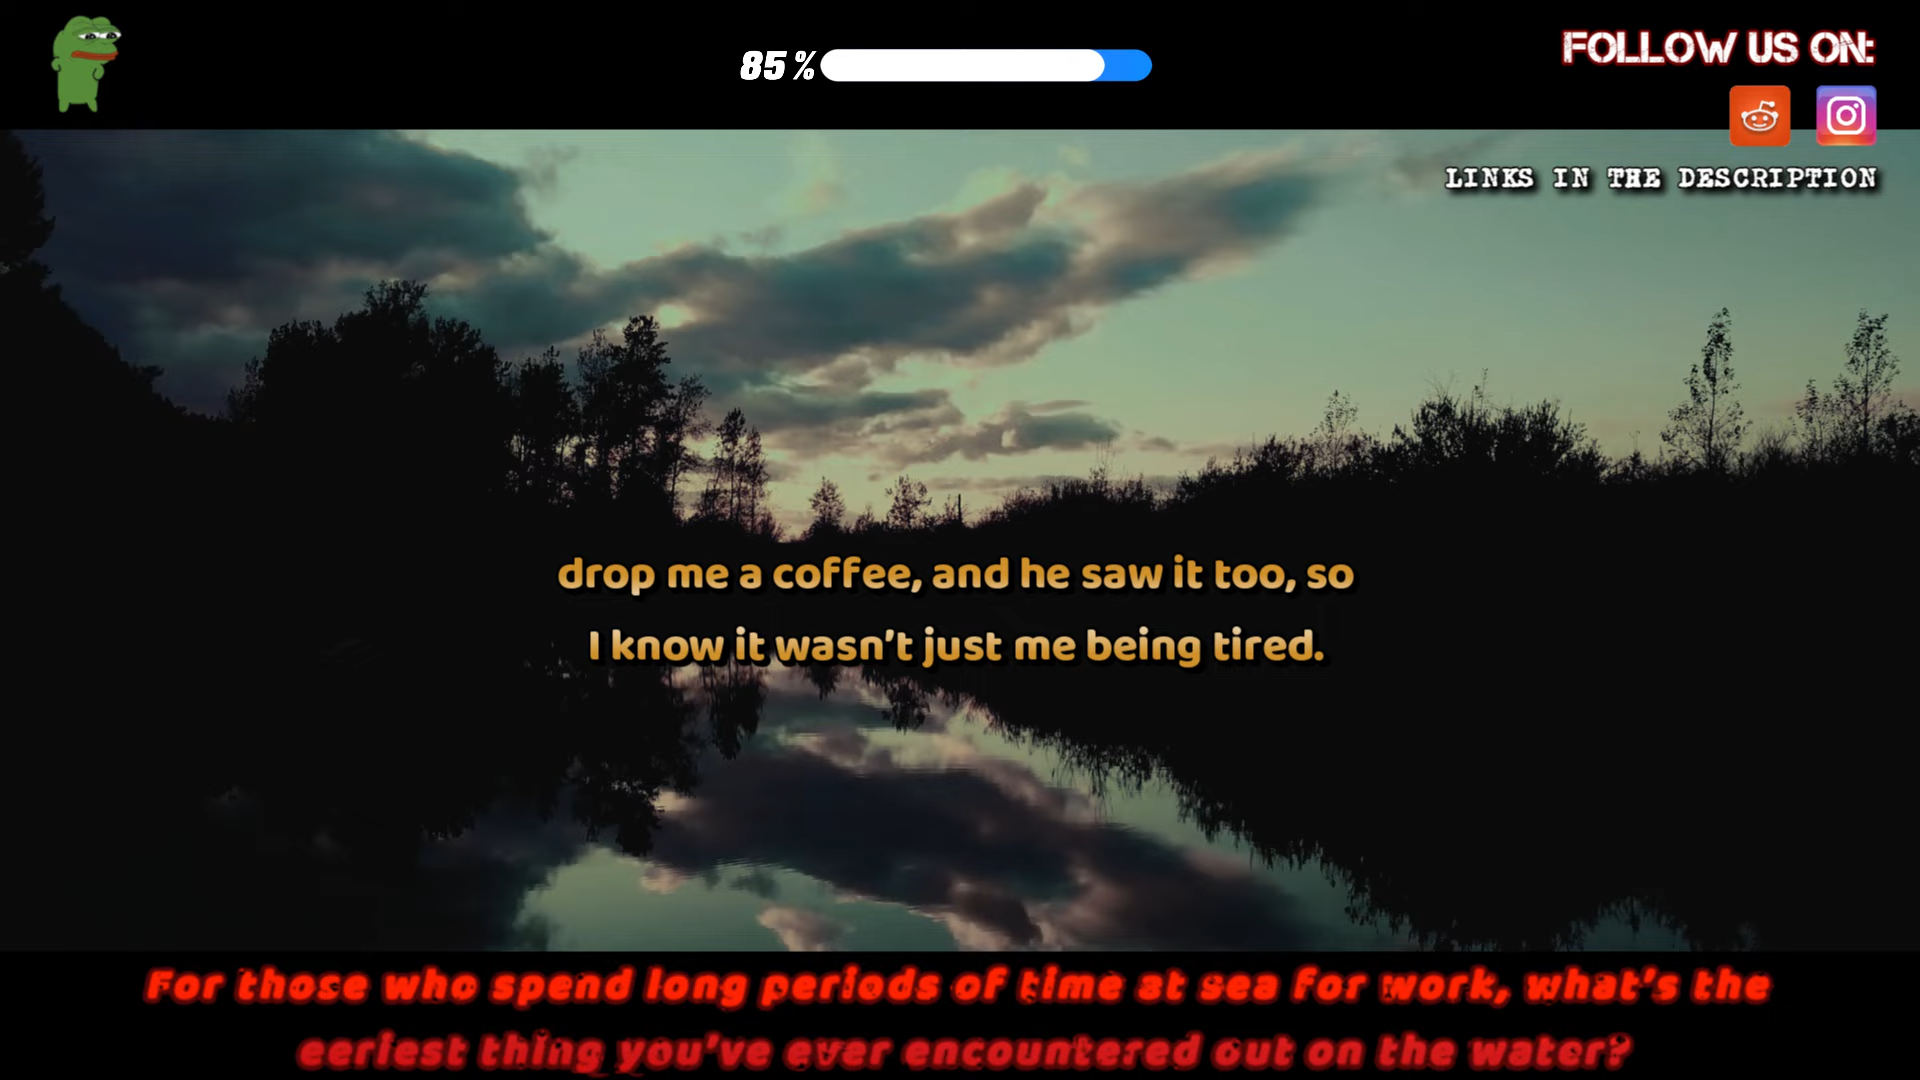 85 %
FOLLOW US ON:
LINKS IN THE DESCRIPTION
drop me a coffee, and he saw it too, so
I know it wasn't just me being tired.
For those who spend long periods of time at sea for work, what's the
eeriest thing you've ever encountered out on the water?